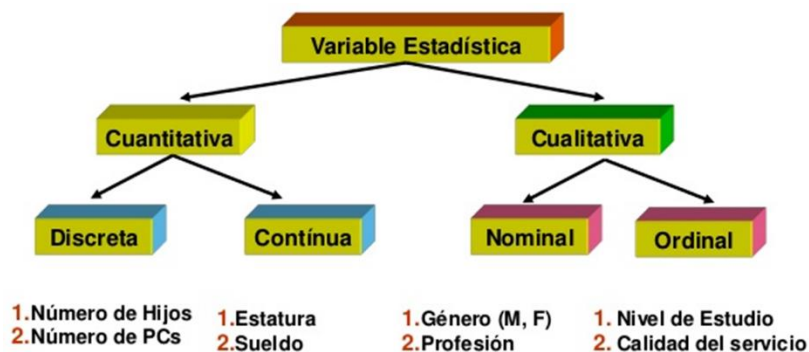 Variable Estadística
Cuantitativa
Cualitativa
Discreta
Contínua
Nominal
Ordinal
1.Número de Hijos
2.Número de PCs
1.Estatura
2.Sueldo
1.Género (M, F)
2.Profesión
1. Nivel de Estudio
2. Calidad del servicio